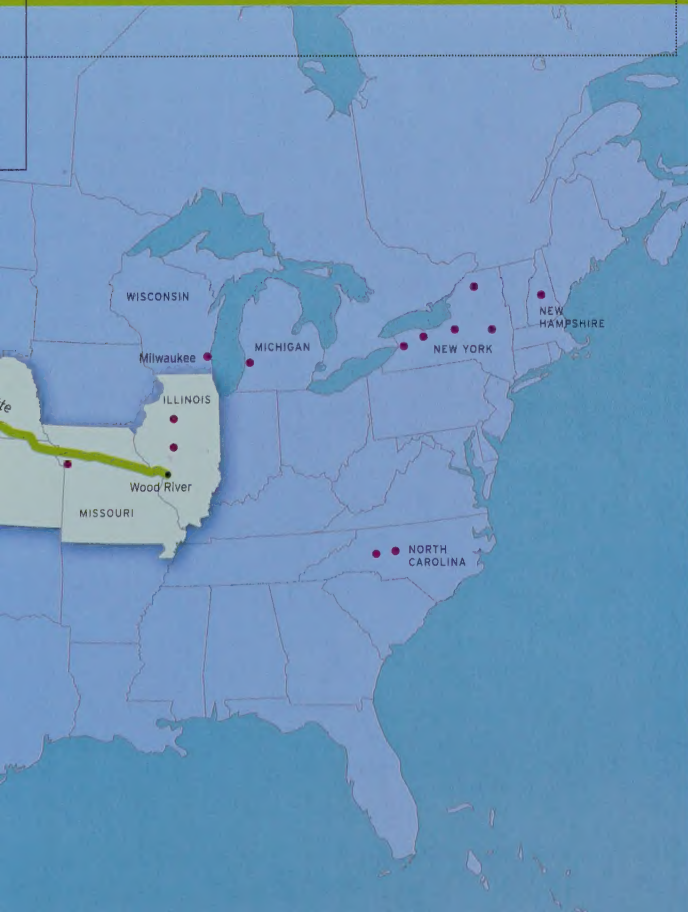 WISCONSIN
NEW
HAMPSHIRE
MICHIGAN
NEW YORK
Milwaukee
ILLINOIS
Wood River
MISSOURI
NORTH
CAROLINA